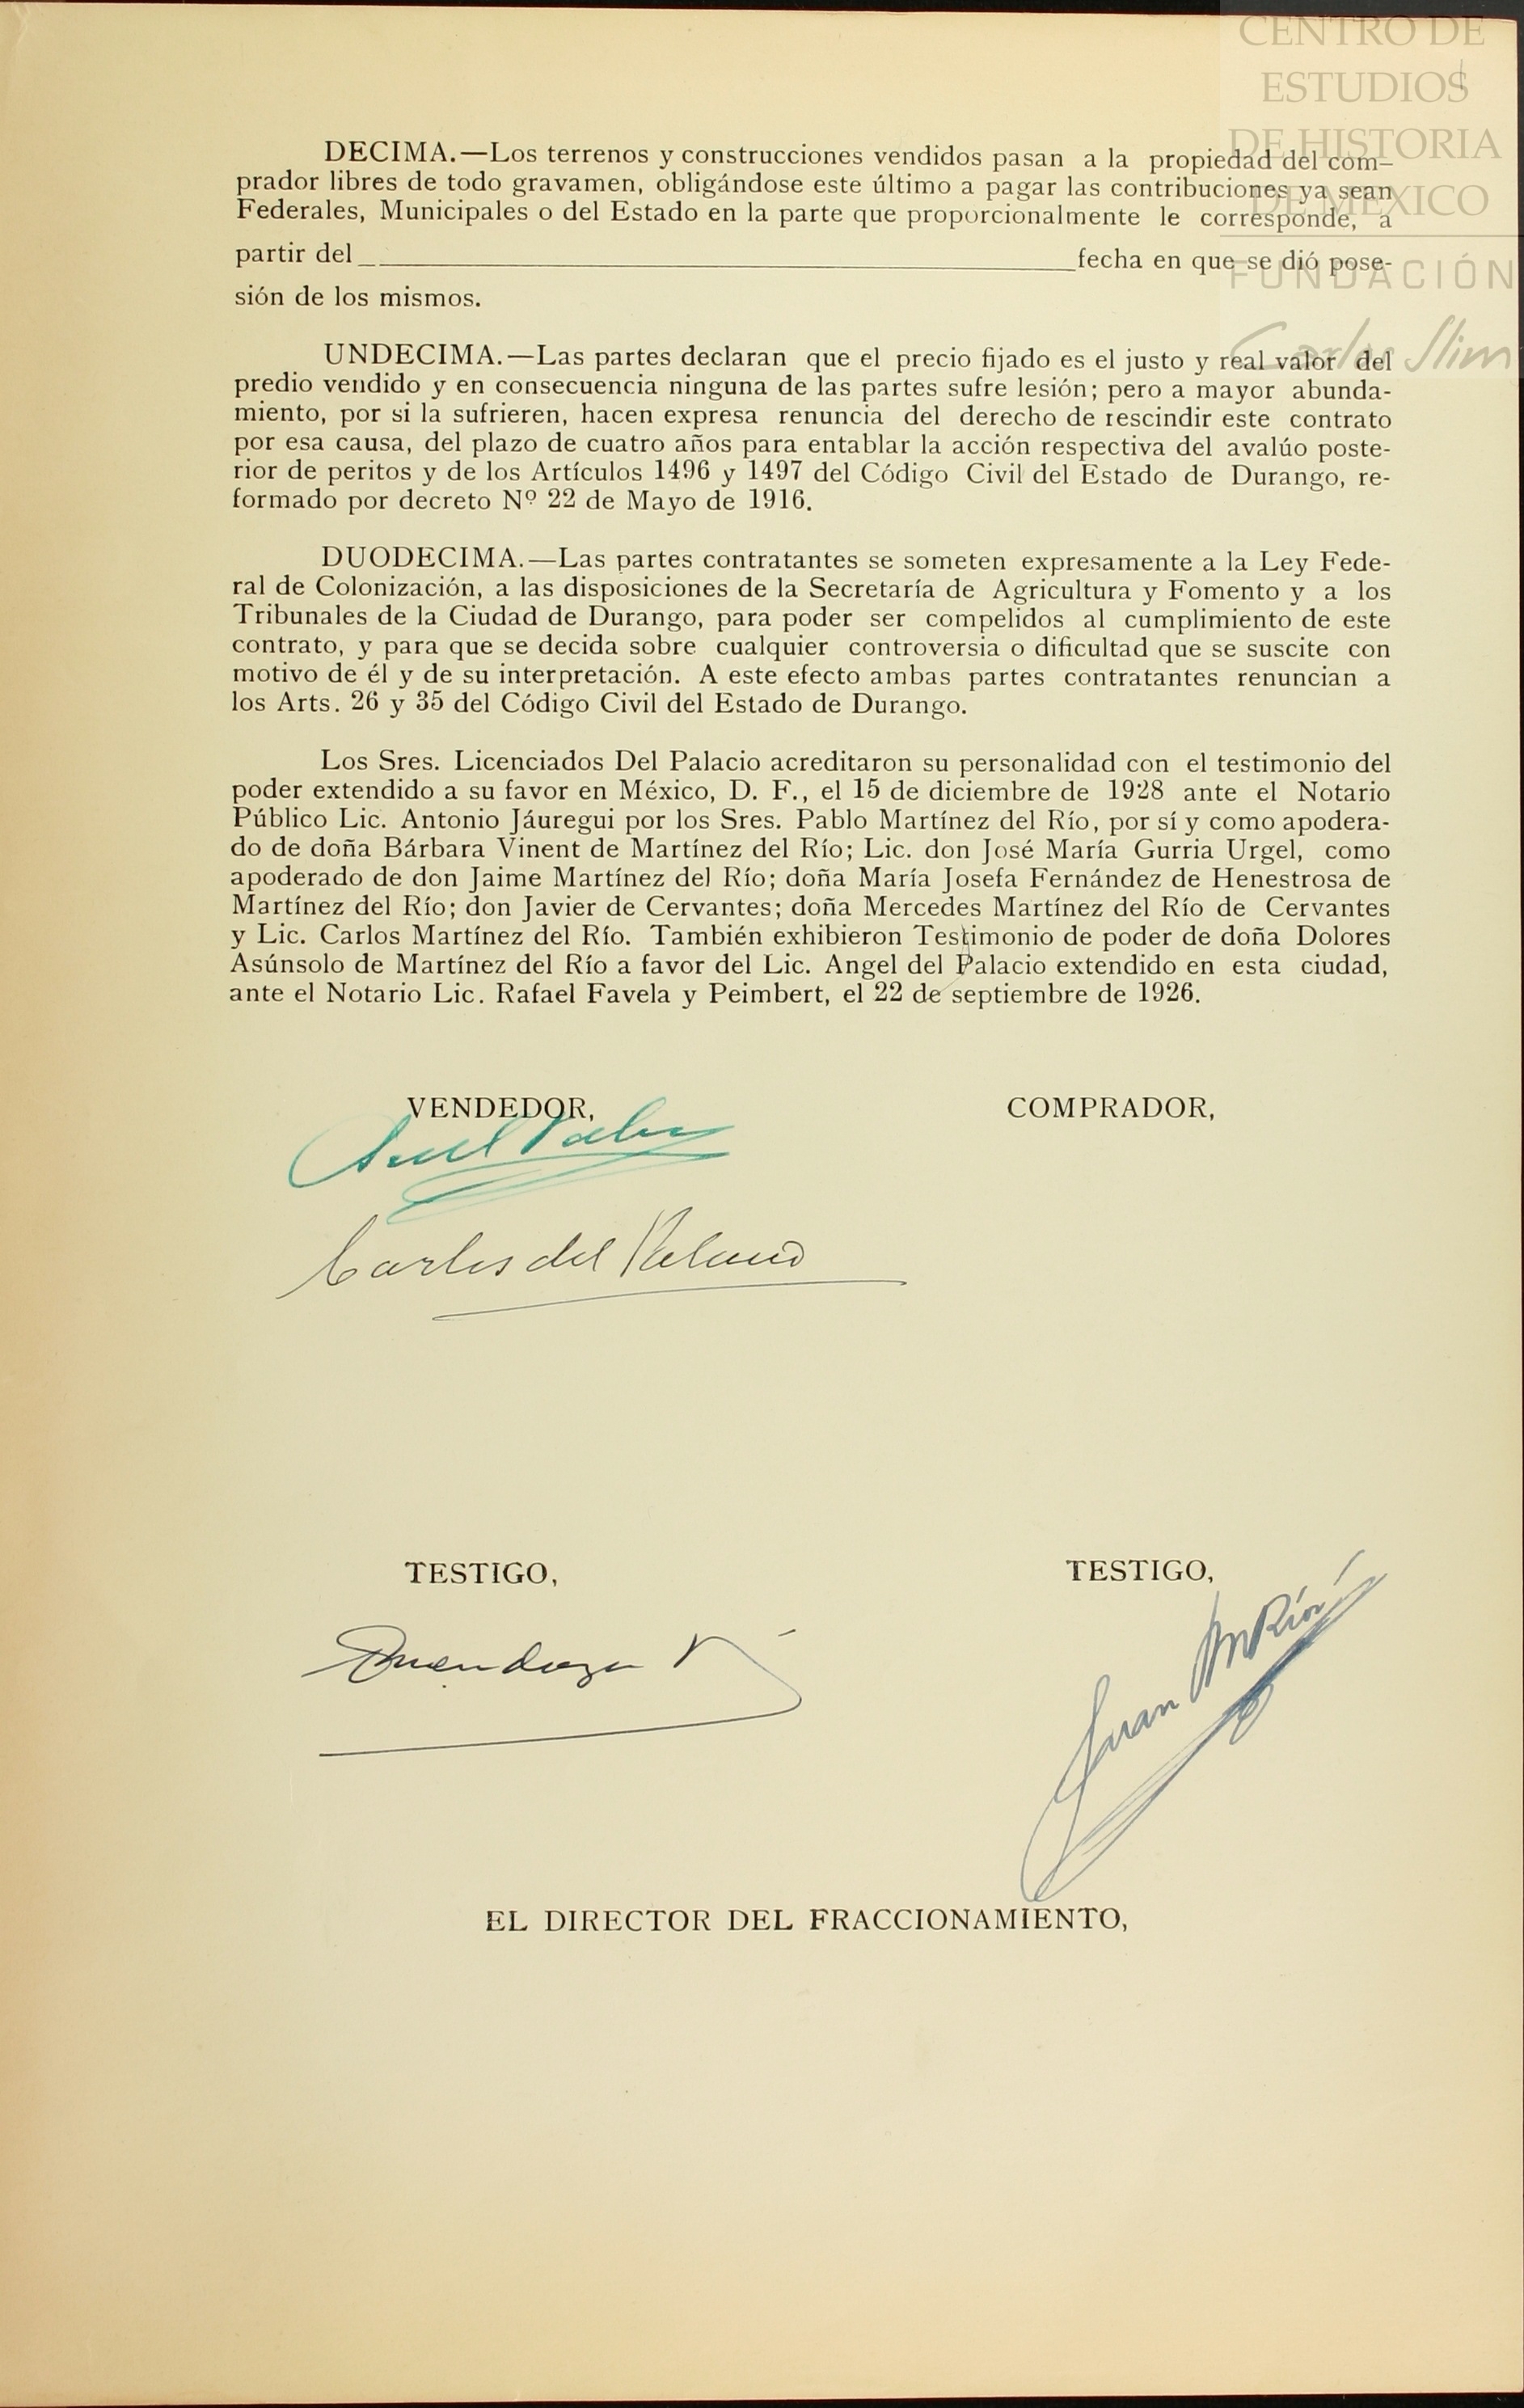 CENTRO DE
ESTUDIOS
DE HISTORIA
DE MÉXICO
FUNDACIÓN
Carlos Slim
DECIMA.—Los terrenos y construcciones vendidos pasan a la propiedad del com-
prador libres de todo gravamen, obligándose este último a pagar las contribuciones ya sean
Federales, Municipales o del Estado en la parte que proporcionalmente le corresponde, a
partir del ______ fecha en que se dió pose-
sión de los mismos.
UNDECIMA.—Las partes declaran que el precio fijado es el justo y real valor del
predio vendido y en consecuencia ninguna de las partes sufre lesión; pero a mayor abunda-
miento, por si la sufrieren, hacen expresa renuncia del derecho de rescindir este contrato
por esa causa, del plazo de cuatro años para entablar la acción respectiva del avalúo poste-
rior de peritos y de los Artículos 1496 y 1497 del Código Civil del Estado de Durango, re-
formado por decreto Nº 22 de Mayo de 1916.
DUODECIMA.—Las partes contratantes se someten expresamente a la Ley Fede-
ral de Colonización, a las disposiciones de la Secretaría de Agricultura y Fomento y a los
Tribunales de la Ciudad de Durango, para poder ser compelidos al cumplimiento de este
contrato, y para que se decida sobre cualquier controversia o dificultad que se suscite con
motivo de él y de su interpretación. A este efecto ambas partes contratantes renuncian a
los Arts. 26 y 35 del Código Civil del Estado de Durango.
Los Sres. Licenciados Del Palacio acreditaron su personalidad con el testimonio del
poder extendido a su favor en México, D. F., el 15 de diciembre de 1928 ante el Notario
Público Lic. Antonio Jáuregui por los Sres. Pablo Martínez del Río, por sí y como apodera-
do de doña Bárbara Vinent de Martínez del Río; Lic. don José María Gurria Urgel, como
apoderado de don Jaime Martínez del Río; doña María Josefa Fernández de Henestrosa de
Martínez del Río; don Javier de Cervantes; doña Mercedes Martínez del Río de Cervantes
y Lic. Carlos Martínez del Río. También exhibieron Testimonio de poder de doña Dolores
Asúnsolo de Martínez del Río a favor del Lic. Angel del Palacio extendido en esta ciudad,
ante el Notario Lic. Rafael Favela y Peimbert, el 22 de septiembre de 1926.
VENDEDOR,
COMPRADOR,
Carlos del Palacio
TESTIGO,
TESTIGO,
Mendoza
Juan M Ríos
EL DIRECTOR DEL FRACCIONAMIENTO,